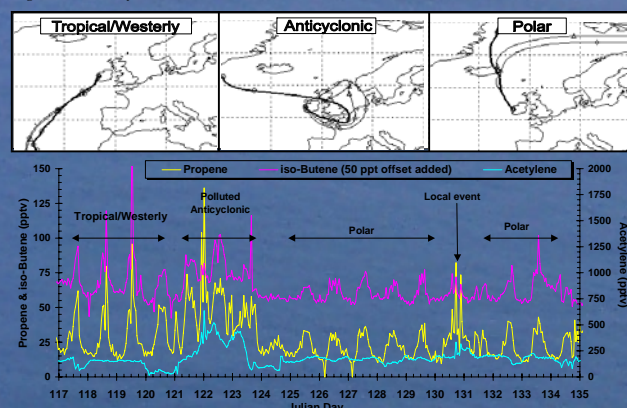 Tropical/Westerly Anticyclonic Polar
Propene iso-Butene (50 ppt offset added) Acetylene
Tropical/Westerly
Polluted
Anticyclonic
Polar
Local event
Polar
Propene & iso-Butene (pptv)
150
125
100
75
50
25
0
Acetylene (pptv)
2000
1750
1500
1250
1000
750
500
250
0
117 118 119 120 121 122 123 124 125 126 127 128 129 130 131 132 133 134 135
Julian Day